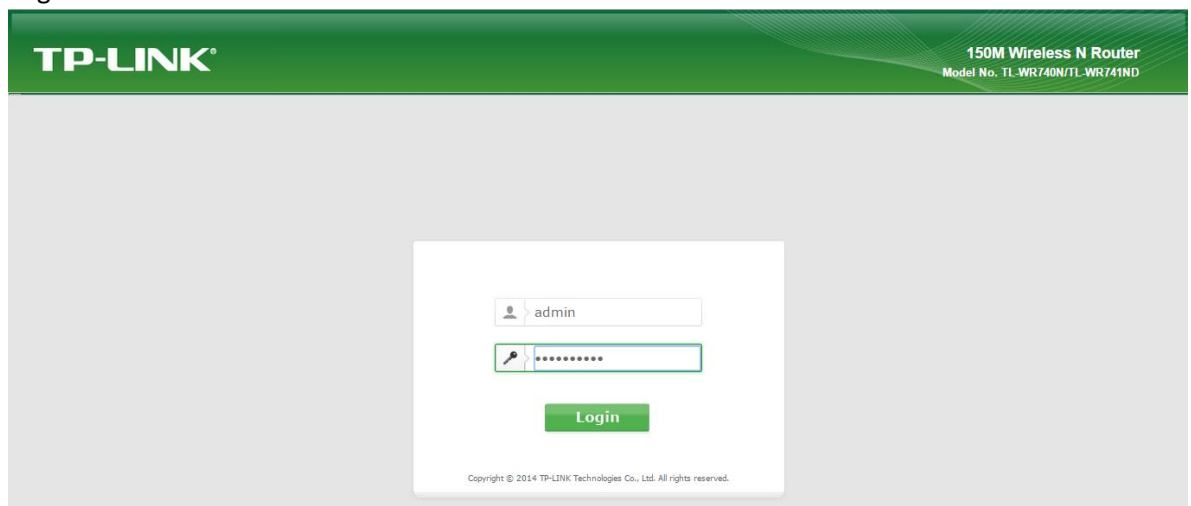 TP-LINK®
150M Wireless N Router
Model No. TL-WR740N/TL-WR741ND
admin
••••••••••
Login
Copyright © 2014 TP-LINK Technologies Co., Ltd. All rights reserved.